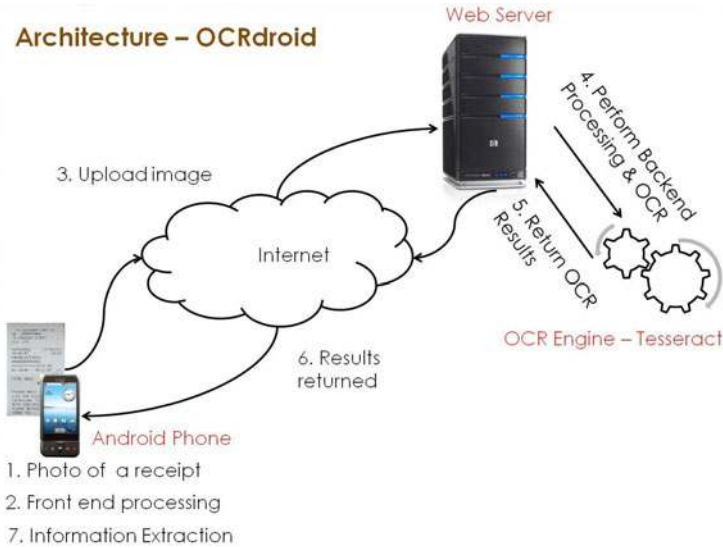 Architecture – OCRdroid
Web Server
3. Upload image
4. Perform Backend
Processing & OCR
Internet
5. Return OCR
Results
OCR Engine – Tesseract
6. Results
returned
Android Phone
1. Photo of a receipt
2. Front end processing
7. Information Extraction